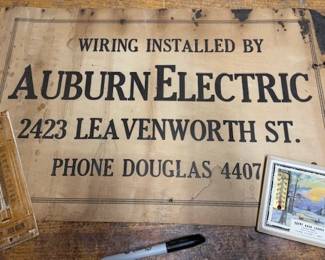 WIRING INSTALLED BY
AUBURN ELECTRIC
2423 LEAVENWORTH ST.
PHONE DOUGLAS 4407